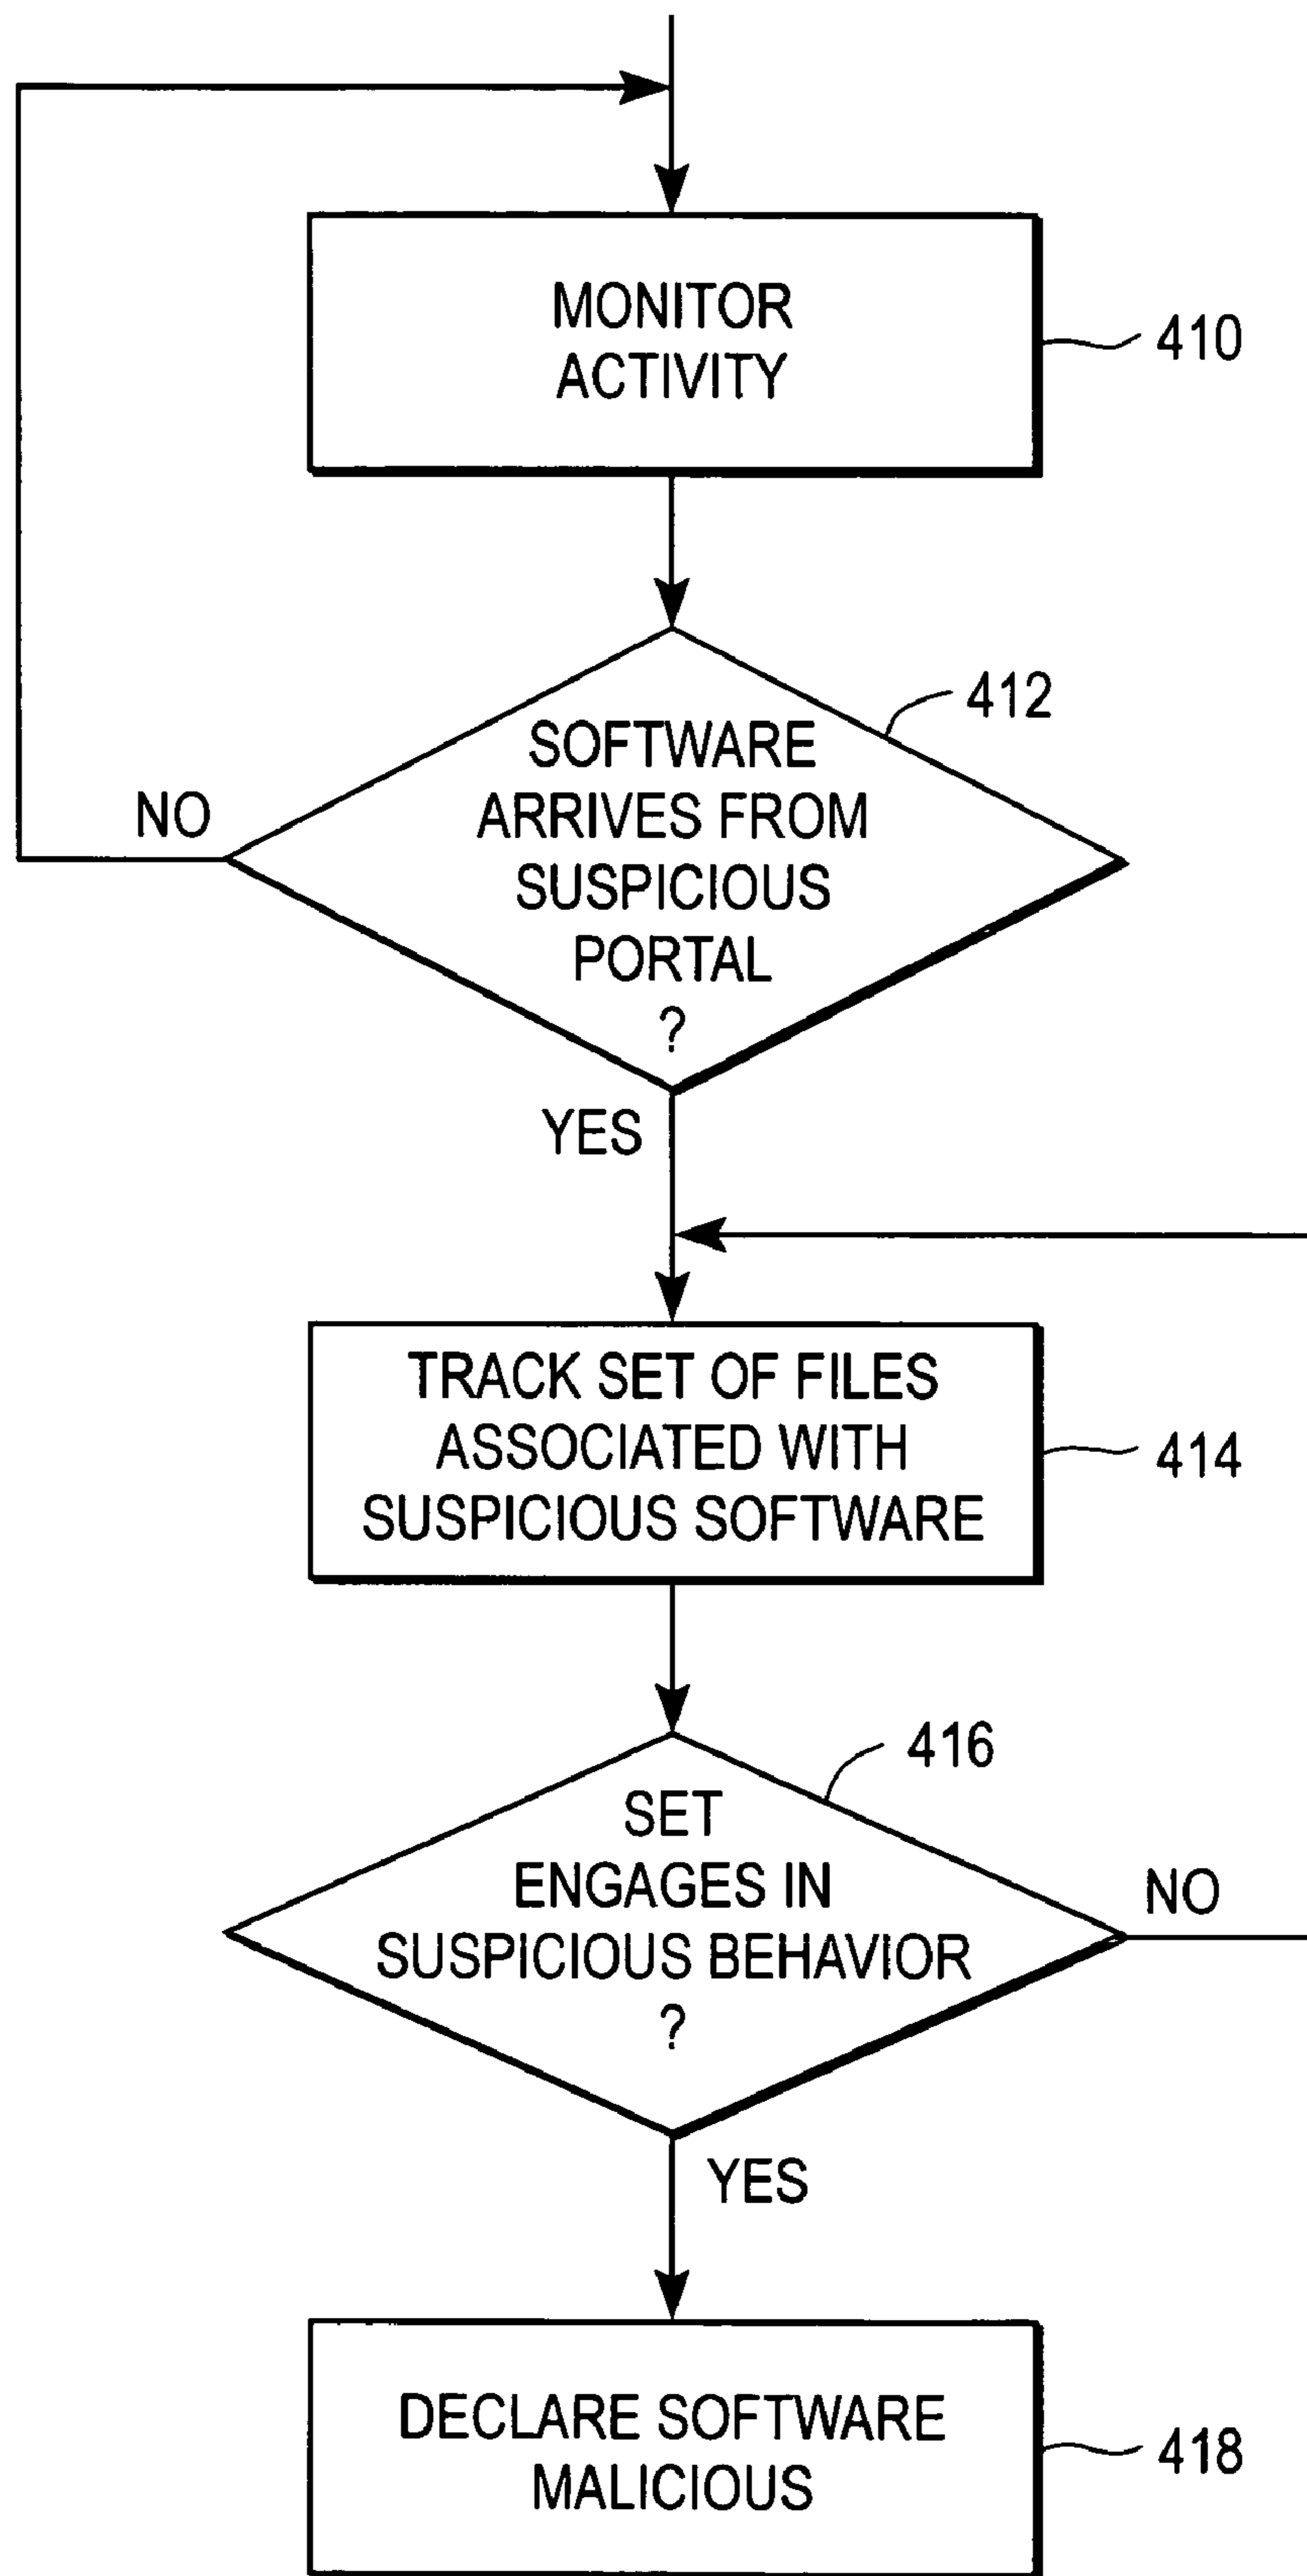 MONITOR
ACTIVITY
410
412
SOFTWARE
ARRIVES FROM
SUSPICIOUS
PORTAL
?
NO
YES
TRACK SET OF FILES
ASSOCIATED WITH
SUSPICIOUS SOFTWARE
414
416
SET
ENGAGES IN
SUSPICIOUS BEHAVIOR
?
NO
YES
DECLARE SOFTWARE
MALICIOUS
418